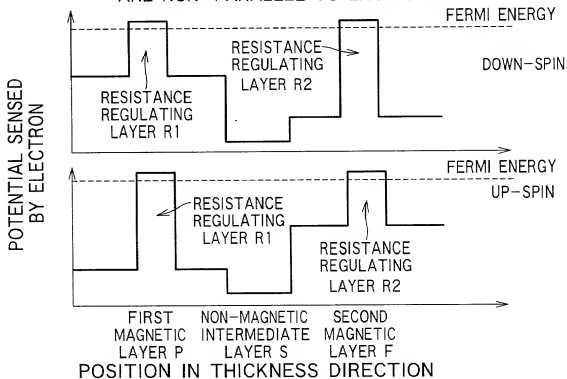 ARE NON-PARALLEL TO EACH
FERMI ENERGY
RESISTANCE
REGULATING
LAYER R2
DOWN-SPIN
RESISTANCE
REGULATING
LAYER R1
POTENTIAL SENSED
BY ELECTRON
FERMI ENERGY
UP-SPIN
RESISTANCE
REGULATING
LAYER R1
RESISTANCE
REGULATING
LAYER R2
FIRST
MAGNETIC
LAYER P
NON-MAGNETIC
INTERMEDIATE
LAYER S
SECOND
MAGNETIC
LAYER F
POSITION IN THICKNESS DIRECTION